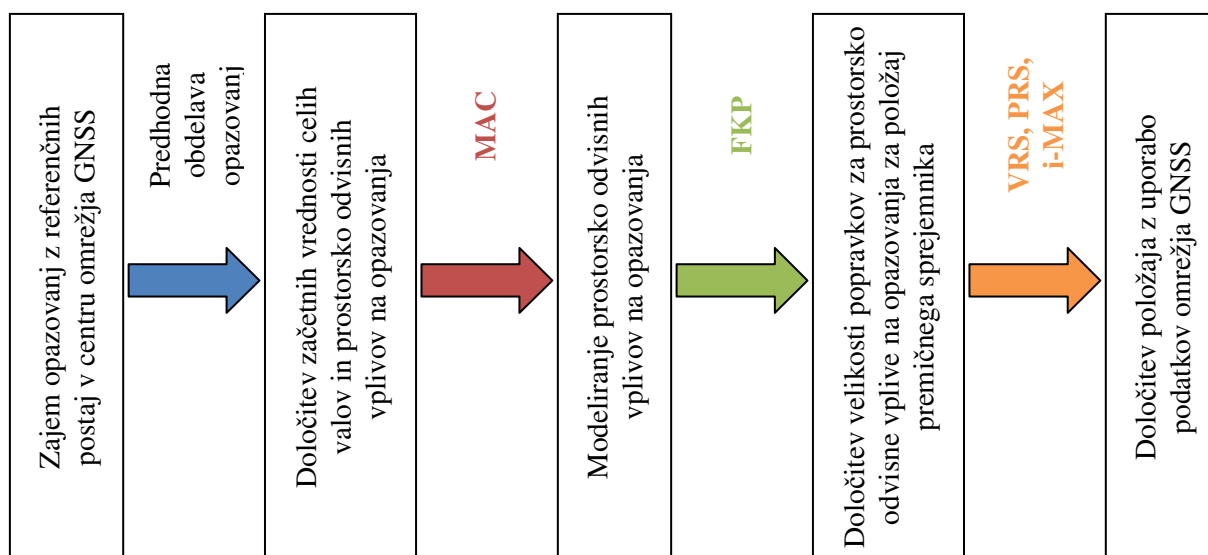 Zajem opazovanj z referenčnih
postaj v centru omrežja GNSS
Predhodna
obdelava
opazovanj
Določitev začetnih vrednosti celih
valov in prostorsko odvisnih
vplivov na opazovanja
MAC
Modeliranje prostorsko odvisnih
vplivov na opazovanja
FKP
Določitev velikosti popravkov za prostorsko
odvisne vplive na opazovanja za položaj
premičnega sprejemnika
VRS, PRS,
i-MAX
Določitev položaja z uporabo
podatkov omrežja GNSS